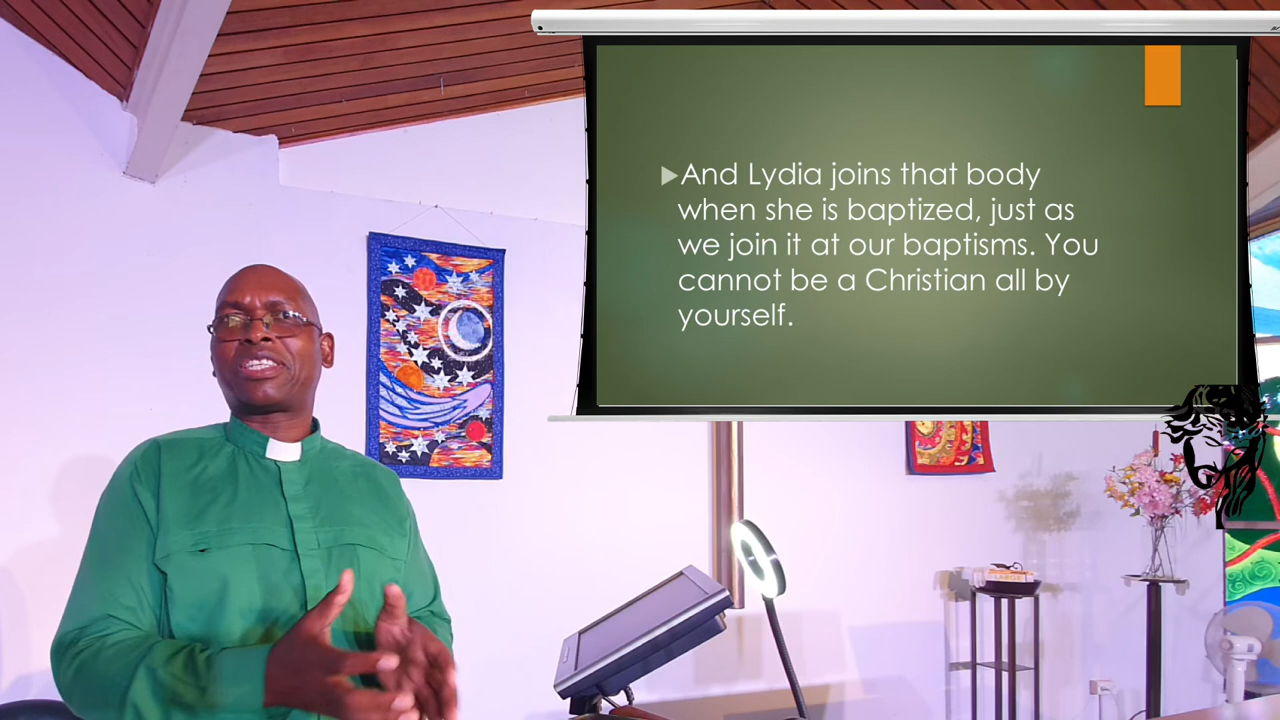 And Lydia joins that body
when she is baptized, just as
we join it at our baptisms. You
cannot be a Christian all by
yourself.